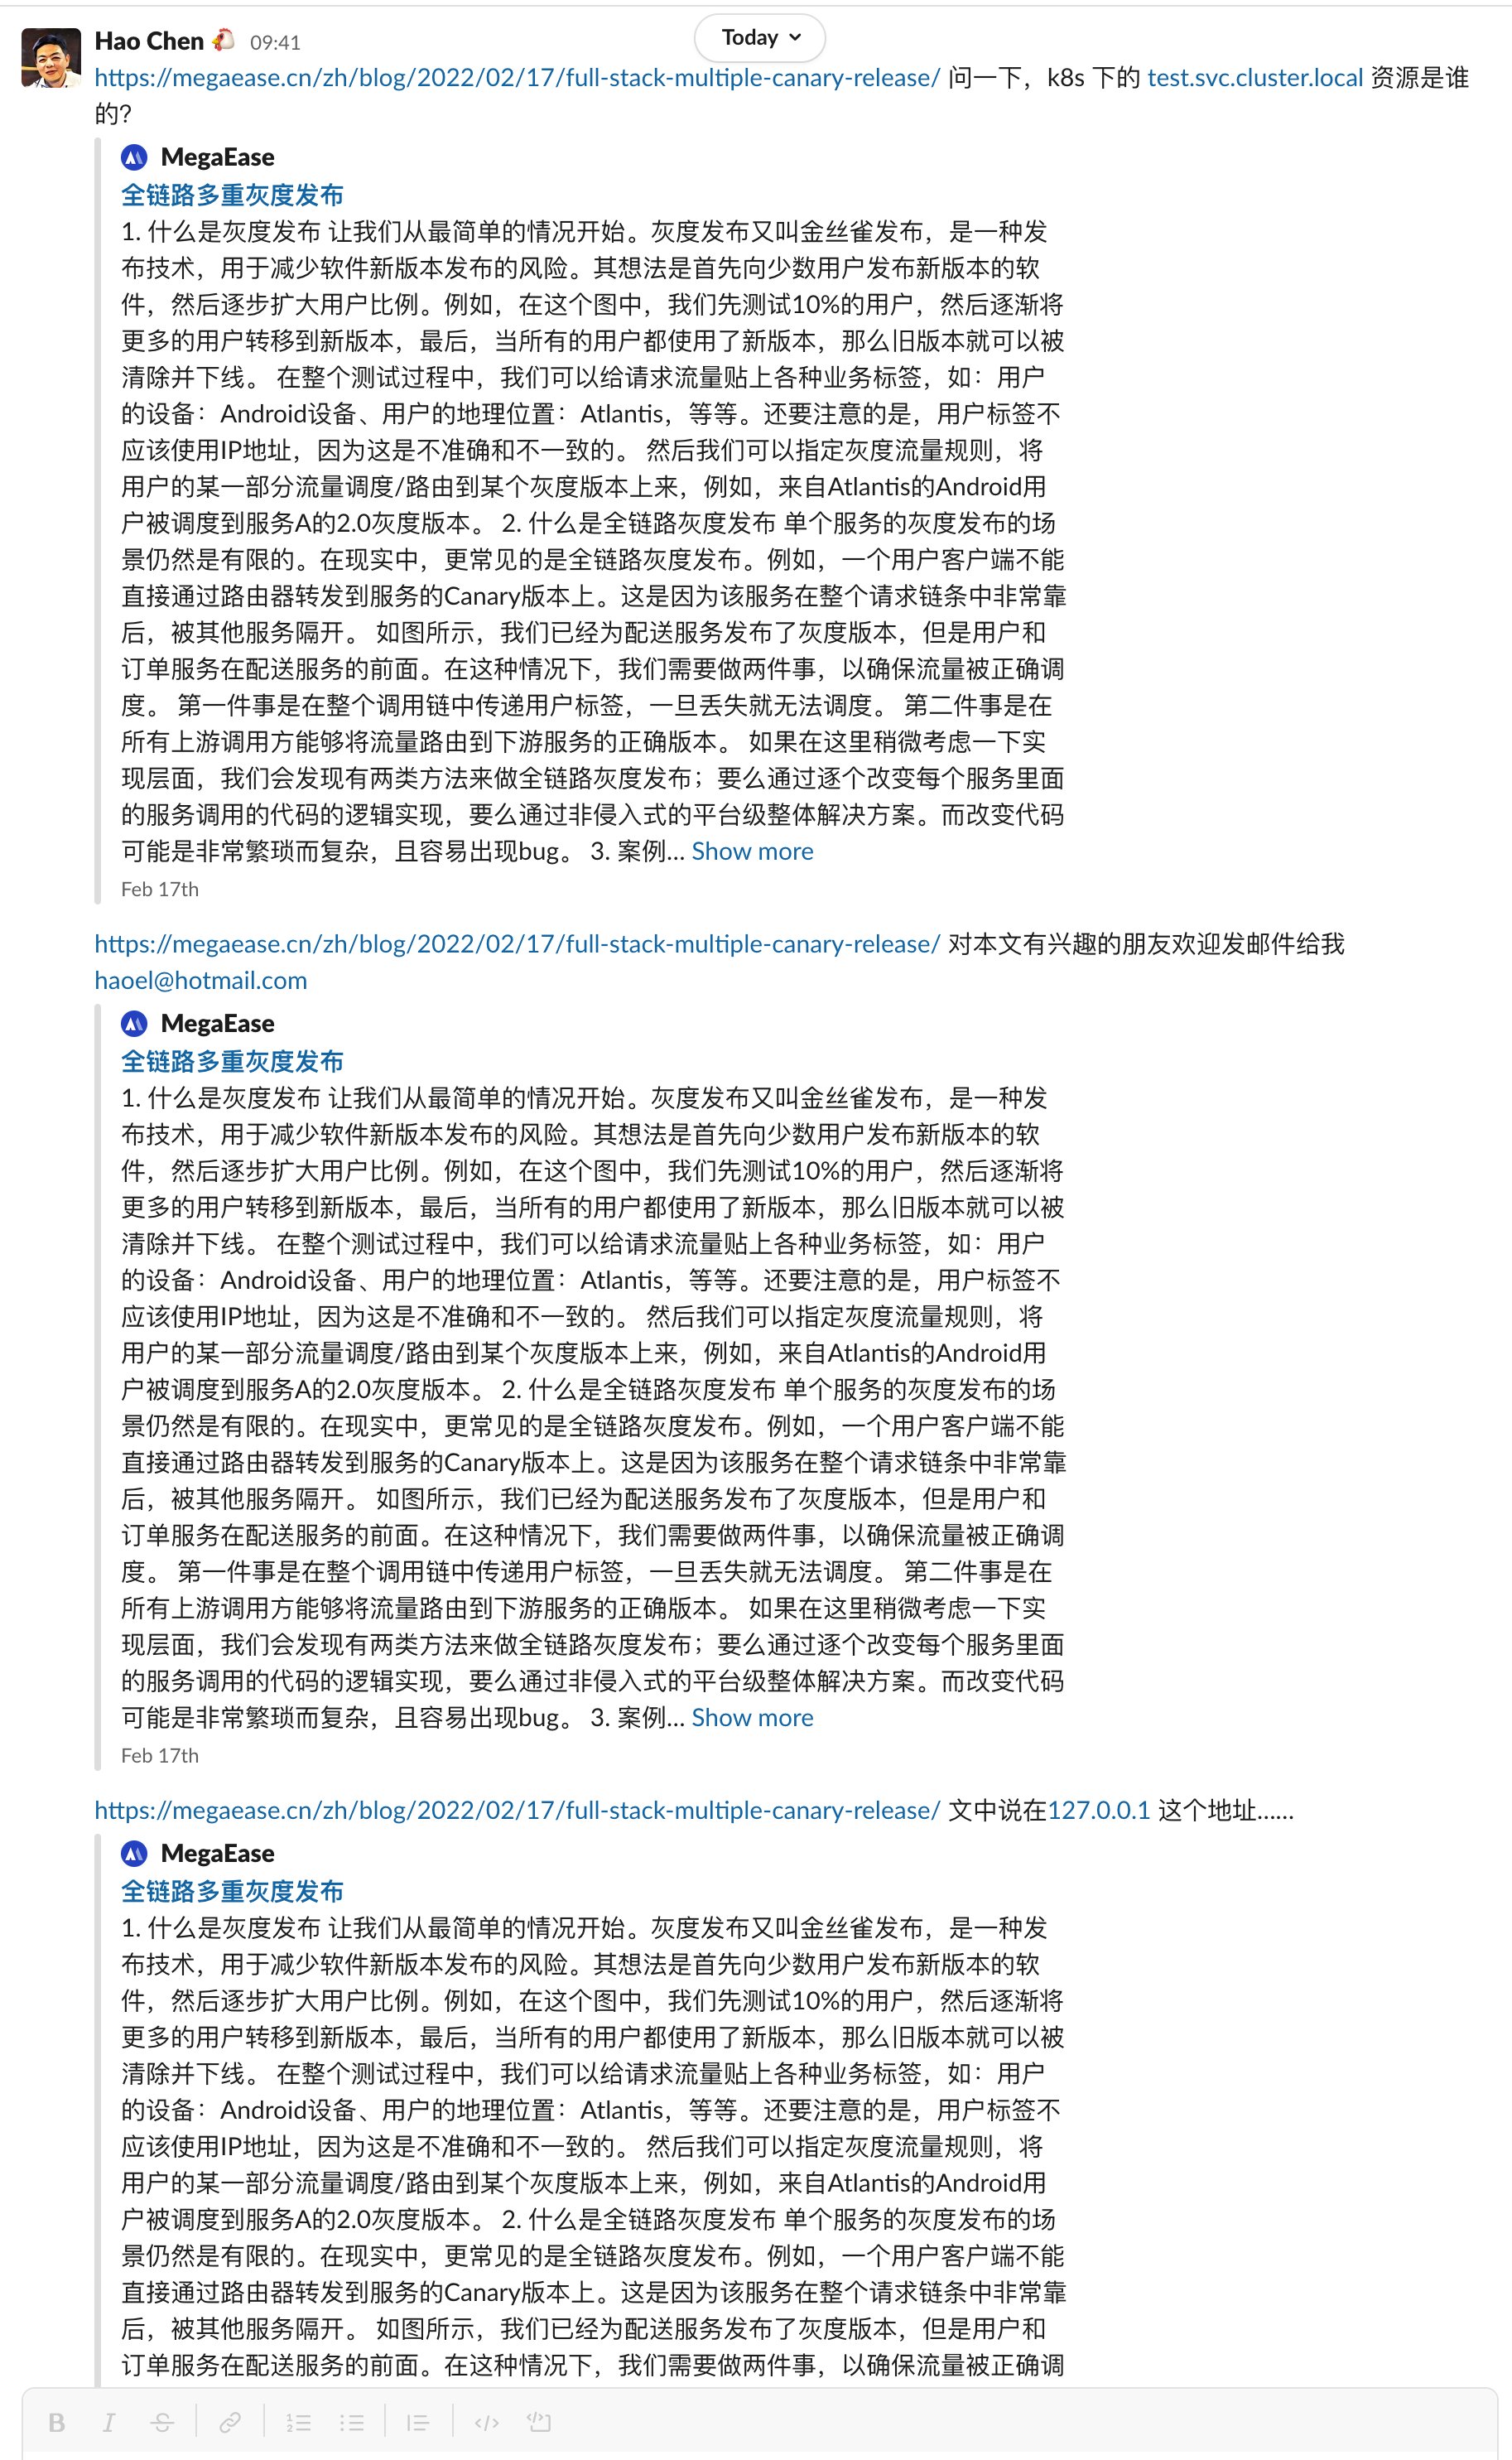 Hao Chen 09:41
Today
https://megaease.cn/zh/blog/2022/02/17/full-stack-multiple-canary-release/ 问一下，k8s 下的 test.svc.cluster.local 资源是谁
的?
MegaEase
全链路多重灰度发布
1. 什么是灰度发布 让我们从最简单的情况开始。灰度发布又叫金丝雀发布，是一种发
布技术，用于减少软件新版本发布的风险。其想法是首先向少数用户发布新版本的软
件，然后逐步扩大用户比例。例如，在这个图中，我们先测试10%的用户，然后逐渐将
更多的用户转移到新版本，最后，当所有的用户都使用了新版本，那么旧版本就可以被
清除并下线。 在整个测试过程中，我们可以给请求流量贴上各种业务标签，如：用户
的设备：Android设备、用户的地理位置：Atlantis，等等。还要注意的是，用户标签不
应该使用IP地址，因为这是不准确和不一致的。 然后我们可以指定灰度流量规则，将
用户的某一部分流量调度/路由到某个灰度版本上来，例如，来自Atlantis的Android用
户被调度到服务A的2.0灰度版本。 2. 什么是全链路灰度发布 单个服务的灰度发布的场
景仍然是有限的。在现实中，更常见的是全链路灰度发布。例如，一个用户客户端不能
直接通过路由器转发到服务的Canary版本上。这是因为该服务在整个请求链条中非常靠
后，被其他服务隔开。 如图所示，我们已经为配送服务发布了灰度版本，但是用户和
订单服务在配送服务的前面。在这种情况下，我们需要做两件事，以确保流量被正确调
度。 第一件事是在整个调用链中传递用户标签，一旦丢失就无法调度。 第二件事是在
所有上游调用方能够将流量路由到下游服务的正确版本。 如果在这里稍微考虑一下实
现层面，我们会发现有两类方法来做全链路灰度发布；要么通过逐个改变每个服务里面
的服务调用的代码的逻辑实现，要么通过非侵入式的平台级整体解决方案。而改变代码
可能是非常繁琐而复杂，且容易出现bug。 3. 案例... Show more
Feb 17th
https://megaease.cn/zh/blog/2022/02/17/full-stack-multiple-canary-release/ 对本文有兴趣的朋友欢迎发邮件给我
haoel@hotmail.com
MegaEase
全链路多重灰度发布
1. 什么是灰度发布 让我们从最简单的情况开始。灰度发布又叫金丝雀发布，是一种发
布技术，用于减少软件新版本发布的风险。其想法是首先向少数用户发布新版本的软
件，然后逐步扩大用户比例。例如，在这个图中，我们先测试10%的用户，然后逐渐将
更多的用户转移到新版本，最后，当所有的用户都使用了新版本，那么旧版本就可以被
清除并下线。 在整个测试过程中，我们可以给请求流量贴上各种业务标签，如：用户
的设备：Android设备、用户的地理位置：Atlantis，等等。还要注意的是，用户标签不
应该使用IP地址，因为这是不准确和不一致的。 然后我们可以指定灰度流量规则，将
用户的某一部分流量调度/路由到某个灰度版本上来，例如，来自Atlantis的Android用
户被调度到服务A的2.0灰度版本。 2. 什么是全链路灰度发布 单个服务的灰度发布的场
景仍然是有限的。在现实中，更常见的是全链路灰度发布。例如，一个用户客户端不能
直接通过路由器转发到服务的Canary版本上。这是因为该服务在整个请求链条中非常靠
后，被其他服务隔开。 如图所示，我们已经为配送服务发布了灰度版本，但是用户和
订单服务在配送服务的前面。在这种情况下，我们需要做两件事，以确保流量被正确调
度。 第一件事是在整个调用链中传递用户标签，一旦丢失就无法调度。 第二件事是在
所有上游调用方能够将流量路由到下游服务的正确版本。 如果在这里稍微考虑一下实
现层面，我们会发现有两类方法来做全链路灰度发布；要么通过逐个改变每个服务里面
的服务调用的代码的逻辑实现，要么通过非侵入式的平台级整体解决方案。而改变代码
可能是非常繁琐而复杂，且容易出现bug。 3. 案例... Show more
Feb 17th
https://megaease.cn/zh/blog/2022/02/17/full-stack-multiple-canary-release/ 文中说在127.0.0.1 这个地址……
MegaEase
全链路多重灰度发布
1. 什么是灰度发布 让我们从最简单的情况开始。灰度发布又叫金丝雀发布，是一种发
布技术，用于减少软件新版本发布的风险。其想法是首先向少数用户发布新版本的软
件，然后逐步扩大用户比例。例如，在这个图中，我们先测试10%的用户，然后逐渐将
更多的用户转移到新版本，最后，当所有的用户都使用了新版本，那么旧版本就可以被
清除并下线。 在整个测试过程中，我们可以给请求流量贴上各种业务标签，如：用户
的设备：Android设备、用户的地理位置：Atlantis，等等。还要注意的是，用户标签不
应该使用IP地址，因为这是不准确和不一致的。 然后我们可以指定灰度流量规则，将
用户的某一部分流量调度/路由到某个灰度版本上来，例如，来自Atlantis的Android用
户被调度到服务A的2.0灰度版本。 2. 什么是全链路灰度发布 单个服务的灰度发布的场
景仍然是有限的。在现实中，更常见的是全链路灰度发布。例如，一个用户客户端不能
直接通过路由器转发到服务的Canary版本上。这是因为该服务在整个请求链条中非常靠
后，被其他服务隔开。 如图所示，我们已经为配送服务发布了灰度版本，但是用户和
订单服务在配送服务的前面。在这种情况下，我们需要做两件事，以确保流量被正确调